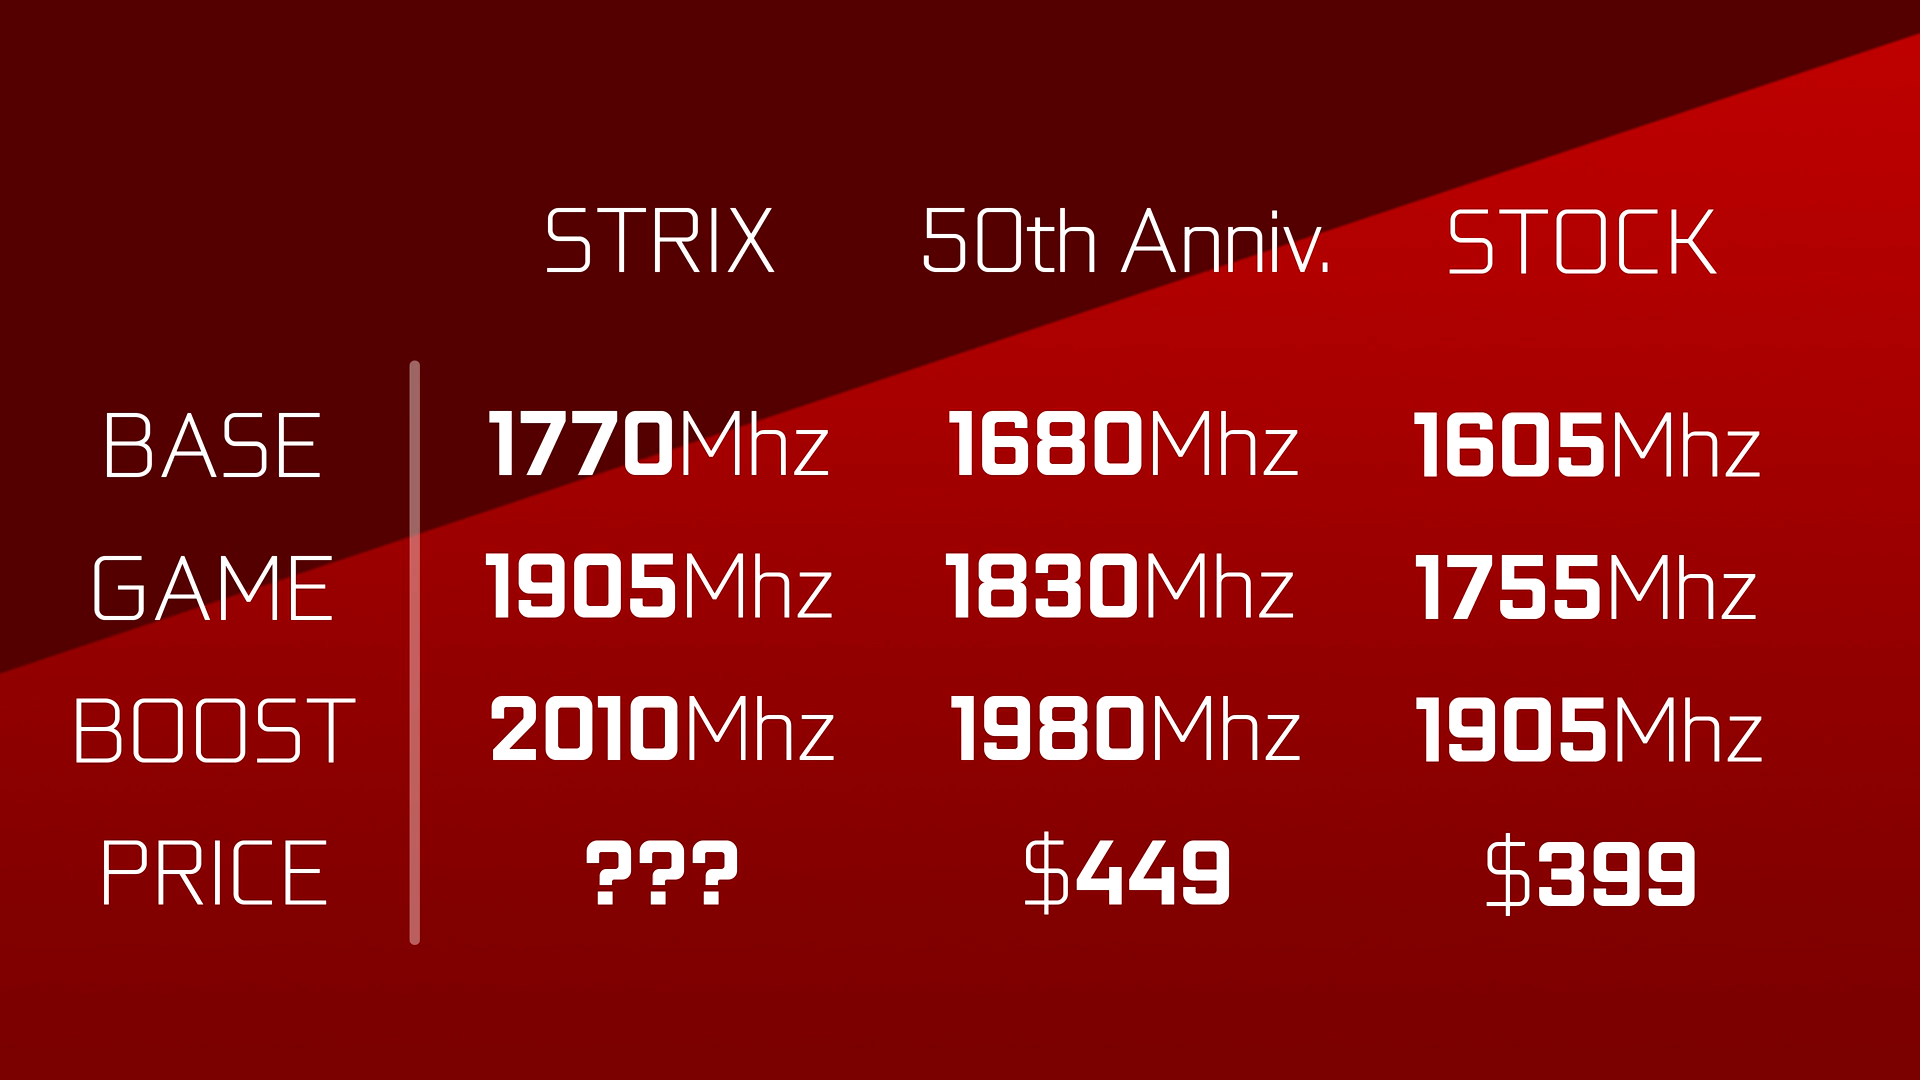 STRIX 50th Anniv. STOCK
BASE 1770Mhz 1680Mhz 1605Mhz
GAME 1905Mhz 1830Mhz 1755Mhz
BOOST 2010Mhz 1980Mhz 1905Mhz
PRICE ??? $449 $399